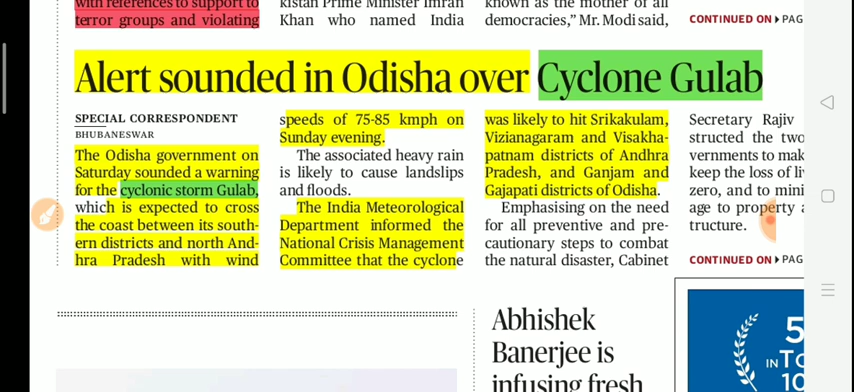 with references to support to
terror groups and violating
kistan Prime Minister Imran
Khan who named India
known as the mother of all
democracies,” Mr. Modi said,
CONTINUED ON PAG
Alert sounded in Odisha over Cyclone Gulab
SPECIAL CORRESPONDENT
BHUBANESWAR
The Odisha government on
Saturday sounded a warning
for the cyclonic storm Gulab,
which is expected to cross
the coast between its south-
ern districts and north And-
hra Pradesh with wind
speeds of 75-85 kmph on
Sunday evening.
The associated heavy rain
is likely to cause landslips
and floods.
The India Meteorological
Department informed the
National Crisis Management
Committee that the cyclone
was likely to hit Srikakulam,
Vizianagaram and Visakha-
patnam districts of Andhra
Pradesh, and Ganjam and
Gajapati districts of Odisha.
Emphasising on the need
for all preventive and pre-
cautionary steps to combat
the natural disaster, Cabinet
Secretary Rajiv
structed the two
vernments to mak
keep the loss of li
zero, and to mini
age to property a
tructure.
CONTINUED ON PAG
Abhishek
Banerjee is
infusing fresh
5
IN TO
10